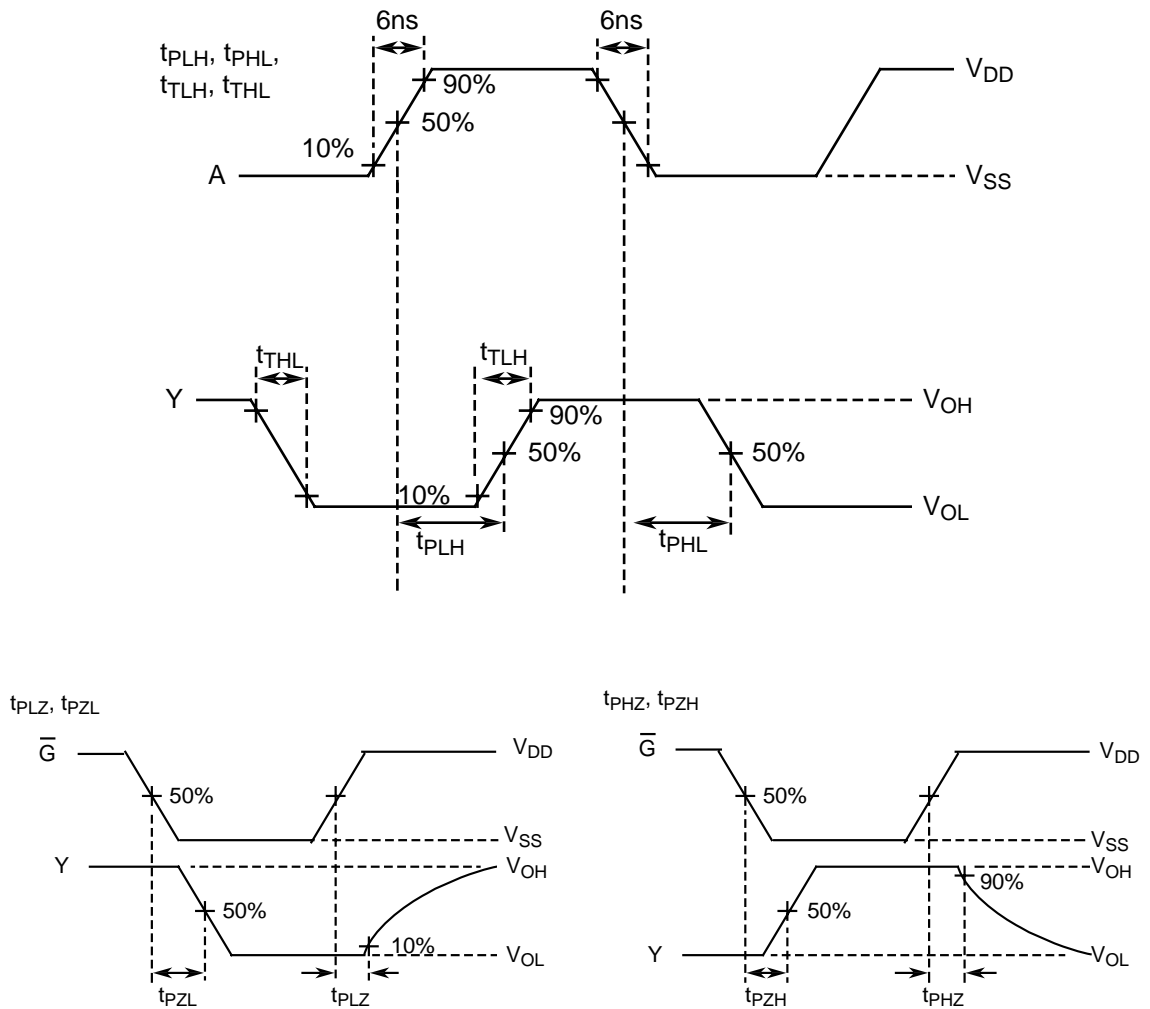 6ns 6ns
tPLH, tPHL,
tTLH, tTHL
VDD
90%
50%
10%
A
VSS
tTHL
tTLH
Y
VOH
90%
50%
50%
10%
VOL
tPLH
tPHL
tPLZ, tPZL
G̅
VDD
50%
VSS
Y
VOH
50%
10%
VOL
tPZL
tPLZ
tPHZ, tPZH
G̅
VDD
50%
VSS
VOH
90%
50%
Y
VOL
tPZH
tPHZ